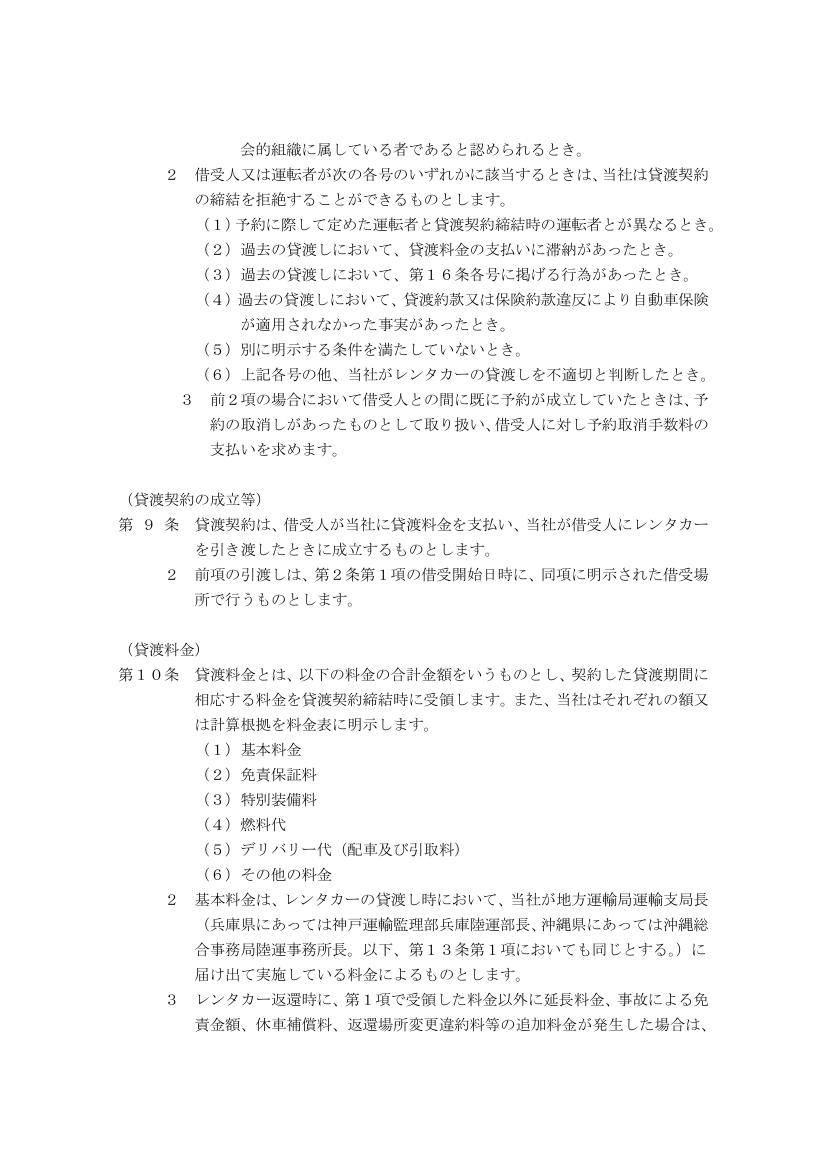 会的組織に属している者であると認められるとき。
２　借受人又は運転者が次の各号のいずれかに該当するときは、当社は貸渡契約
の締結を拒絶することができるものとします。
（１）予約に際して定めた運転者と貸渡契約締結時の運転者とが異なるとき。
（２）過去の貸渡しにおいて、貸渡料金の支払いに滞納があったとき。
（３）過去の貸渡しにおいて、第１６条各号に掲げる行為があったとき。
（４）過去の貸渡しにおいて、貸渡約款又は保険約款違反により自動車保険
が適用されなかった事実があったとき。
（５）別に明示する条件を満たしていないとき。
（６）上記各号の他、当社がレンタカーの貸渡しを不適切と判断したとき。
３　前２項の場合において借受人との間に既に予約が成立していたときは、予
約の取消しがあったものとして取り扱い、借受人に対し予約取消手数料の
支払いを求めます。
（貸渡契約の成立等）
第　９　条　貸渡契約は、借受人が当社に貸渡料金を支払い、当社が借受人にレンタカー
を引き渡したときに成立するものとします。
２　前項の引渡しは、第２条第１項の借受開始日時に、同項に明示された借受場
所で行うものとします。
（貸渡料金）
第１０条　貸渡料金とは、以下の料金の合計金額をいうものとし、契約した貸渡期間に
相応する料金を貸渡契約締結時に受領します。また、当社はそれぞれの額又
は計算根拠を料金表に明示します。
（１）基本料金
（２）免責保証料
（３）特別装備料
（４）燃料代
（５）デリバリー代（配車及び引取料）
（６）その他の料金
２　基本料金は、レンタカーの貸渡し時において、当社が地方運輸局運輸支局長
（兵庫県にあっては神戸運輸監理部兵庫陸運部長、沖縄県にあっては沖縄総
合事務局陸運事務所長。以下、第１３条第１項においても同じとする。）に
届け出て実施している料金によるものとします。
３　レンタカー返還時に、第１項で受領した料金以外に延長料金、事故による免
責金額、休車補償料、返還場所変更違約料等の追加料金が発生した場合は、